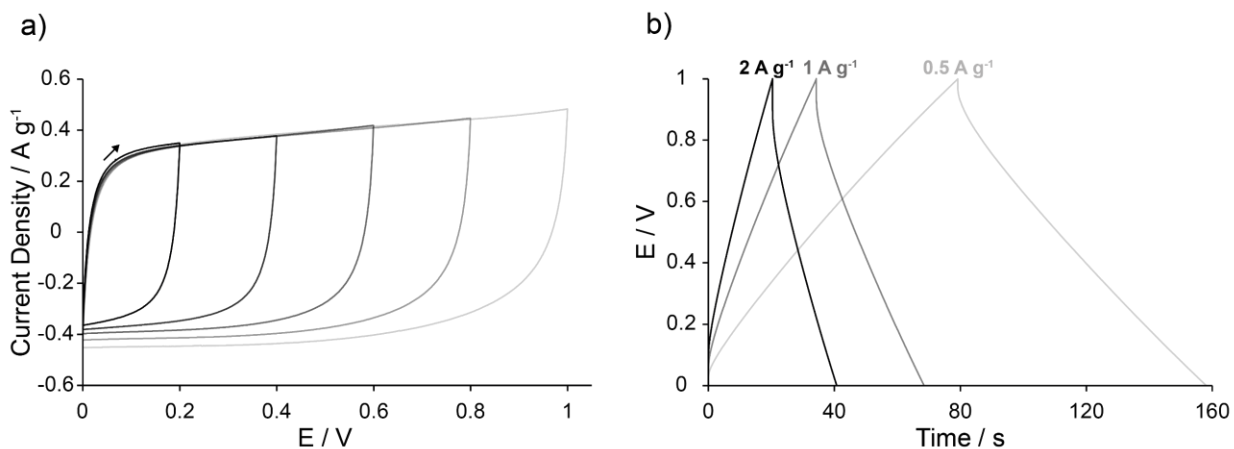 a)
Current Density / A g⁻¹
0.6
0.4
0.2
0
-0.2
-0.4
-0.6
0 0.2 0.4 0.6 0.8 1
E / V
b)
2 A g⁻¹ 1 A g⁻¹ 0.5 A g⁻¹
E / V
1
0.8
0.6
0.4
0.2
0
0 40 80 120 160
Time / s